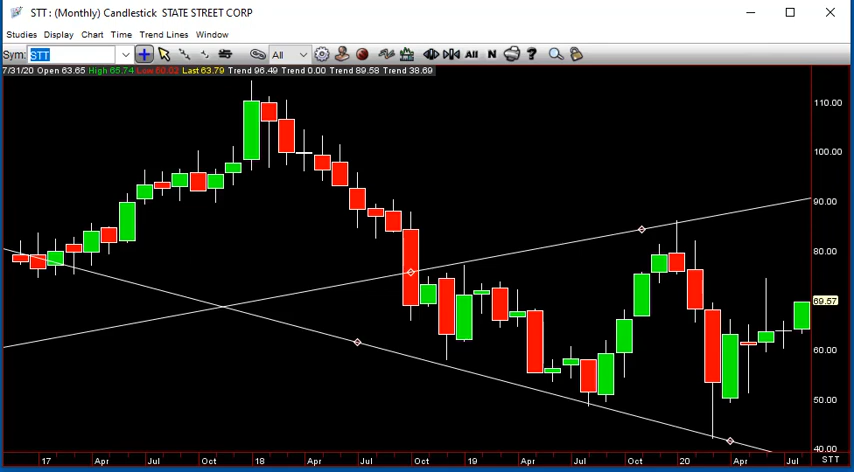 STT : (Monthly) Candlestick STATE STREET CORP
Studies Display Chart Time Trend Lines Window
Sym: STT All All N ?
7/31/20 Open 63.65 High 65.74 Low 60.02 Last 63.79 Trend 96.49 Trend 0.00 Trend 89.58 Trend 38.69
110.00
100.00
90.00
80.00
69.57
60.00
50.00
40.00
17 Apr Jul Oct 18 Apr Jul Oct 19 Apr Jul Oct 20 Apr Jul STT